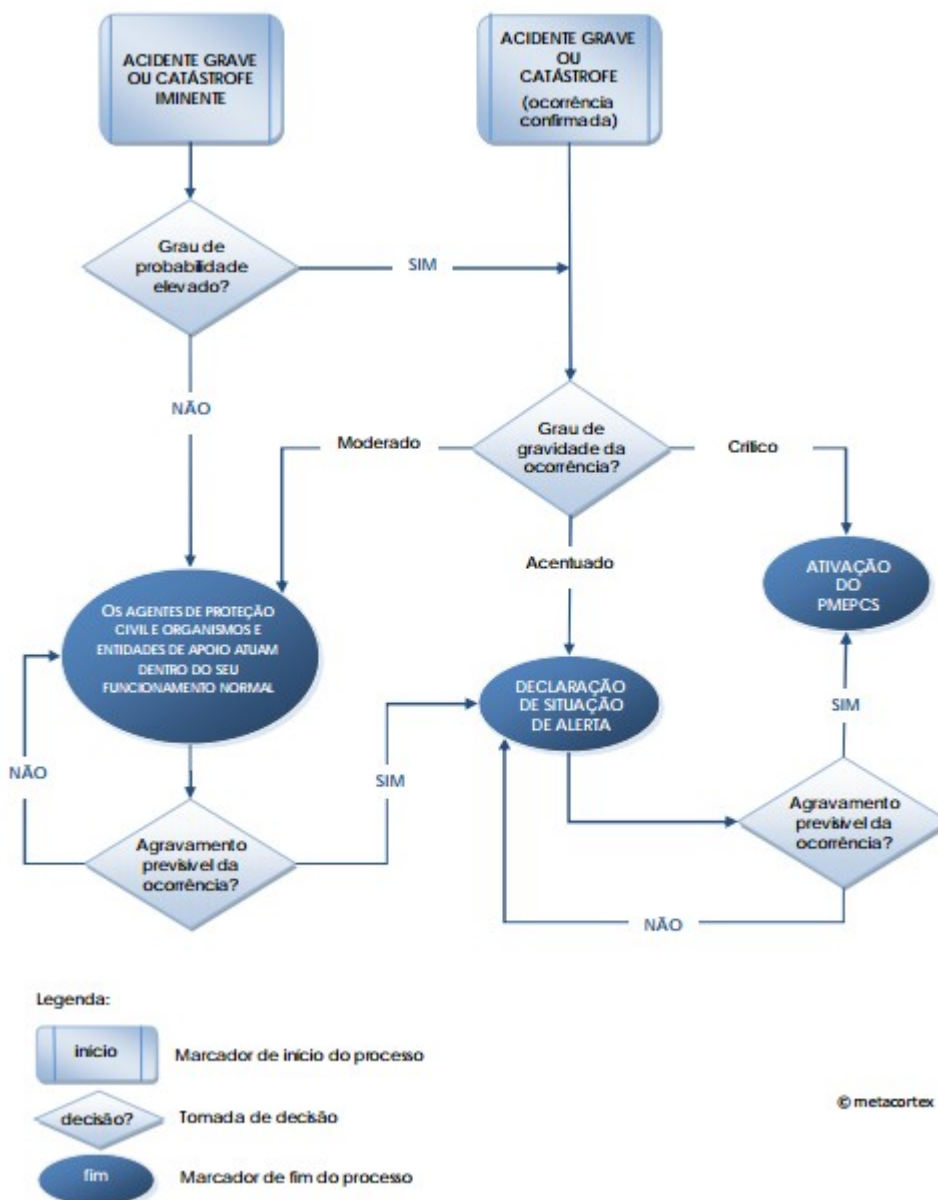 ACIDENTE GRAVE
OU CATÁSTROFE
IMINENTE
ACIDENTE GRAVE
OU
CATÁSTROFE
(ocorrência
confirmada)
Grau de
probabilidade
elevado?
SIM
NÃO
Moderado
Grau de
gravidade da
ocorrência?
Crítico
Acentuado
ATIVAÇÃO
DO
PMEPCS
OS AGENTES DE PROTEÇÃO
CIVIL E ORGANISMOS E
ENTIDADES DE APOIO ATUAM
DENTRO DO SEU
FUNCIONAMENTO NORMAL
DECLARAÇÃO
DE SITUAÇÃO
DE ALERTA
SIM
NÃO
SIM
Agravamento
previsível da
ocorrência?
Agravamento
previsível da
ocorrência?
NÃO
Legenda:
início
Marcador de início do processo
decisão?
Tomada de decisão
© metacortex
fim
Marcador de fim do processo